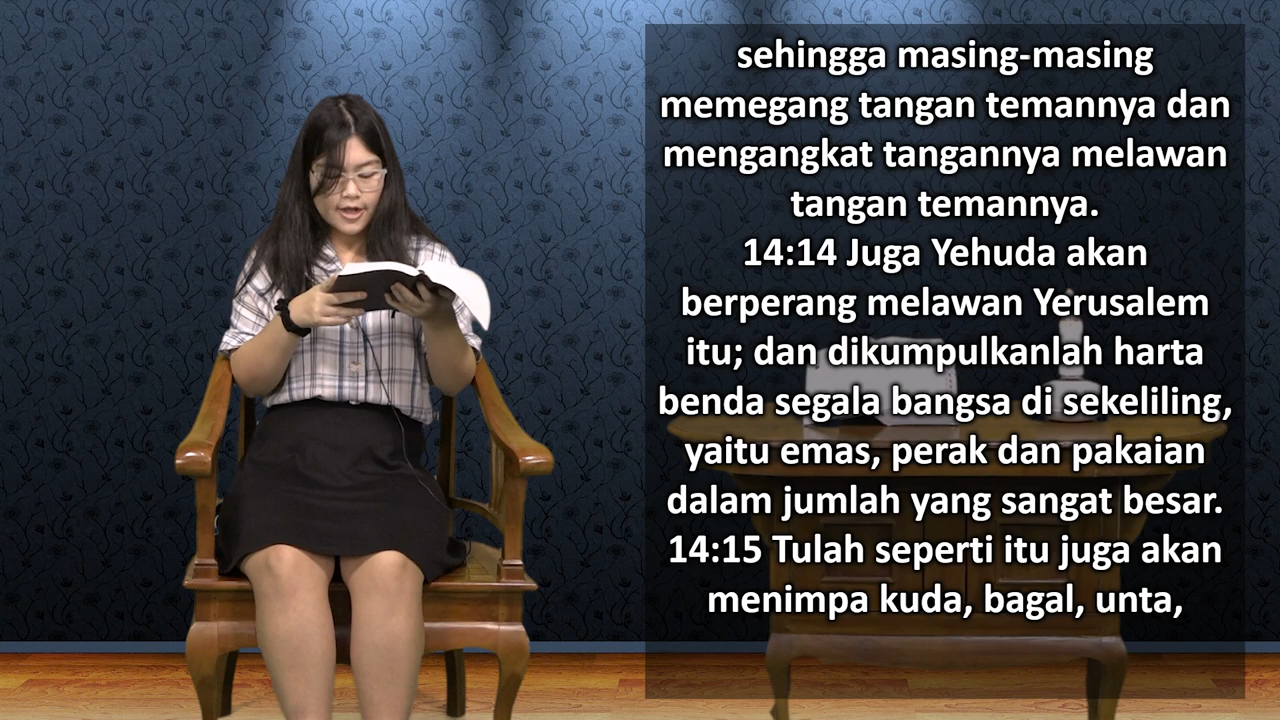 sehingga masing-masing
memegang tangan temannya dan
mengangkat tangannya melawan
tangan temannya.
14:14 Juga Yehuda akan
berperang melawan Yerusalem
itu; dan dikumpulkanlah harta
benda segala bangsa di sekeliling,
yaitu emas, perak dan pakaian
dalam jumlah yang sangat besar.
14:15 Tulah seperti itu juga akan
menimpa kuda, bagal, unta,